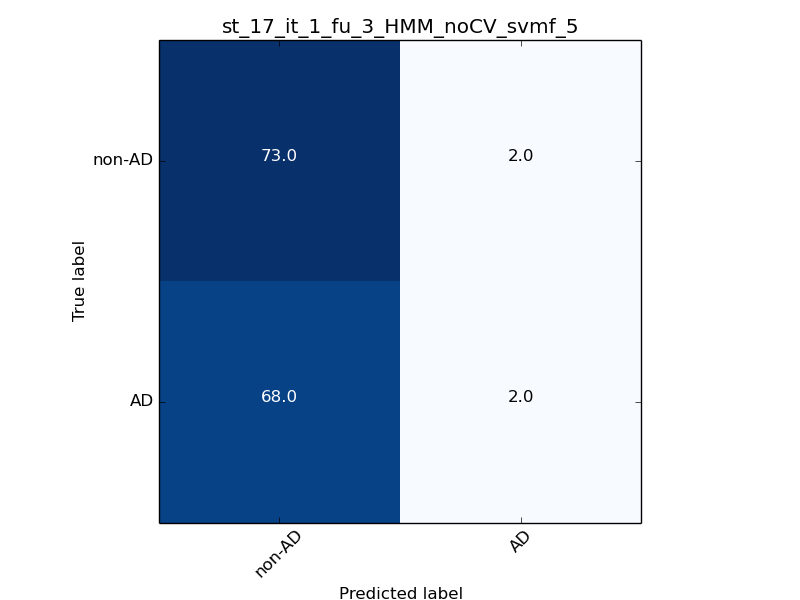 st_17_it_1_fu_3_HMM_noCV_svmf_5
non-AD
73.0
2.0
True label
AD
68.0
2.0
non-AD
AD
Predicted label